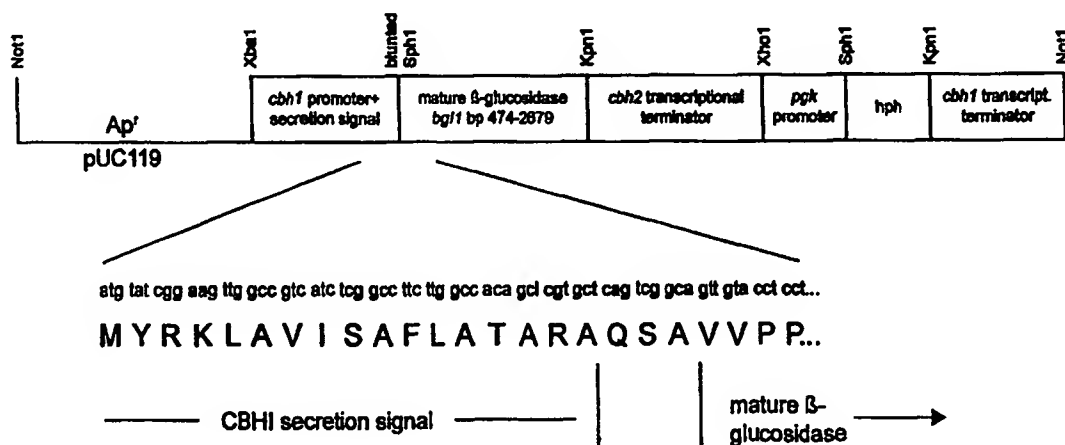 Not1 Xba1 blunted Sph1 Kpn1 Xho1 Sph1 Kpn1 Not1
Apʳ
pUC119
cbh1 promoter+
secretion signal
mature ß-glucosidase
bgl1 bp 474-2679
cbh2 transcriptional
terminator
pgk
promoter
hph
cbh1 transcript.
terminator
atg tat cgg aag ttg gcc gtc atc tcg gcc ttc ttg gcc aca gcl cgt gct cag tcg gca gtt gta cct cct...
M Y R K L A V I S A F L A T A R A Q S A V V P P...
CBHI secretion signal
mature ß-
glucosidase